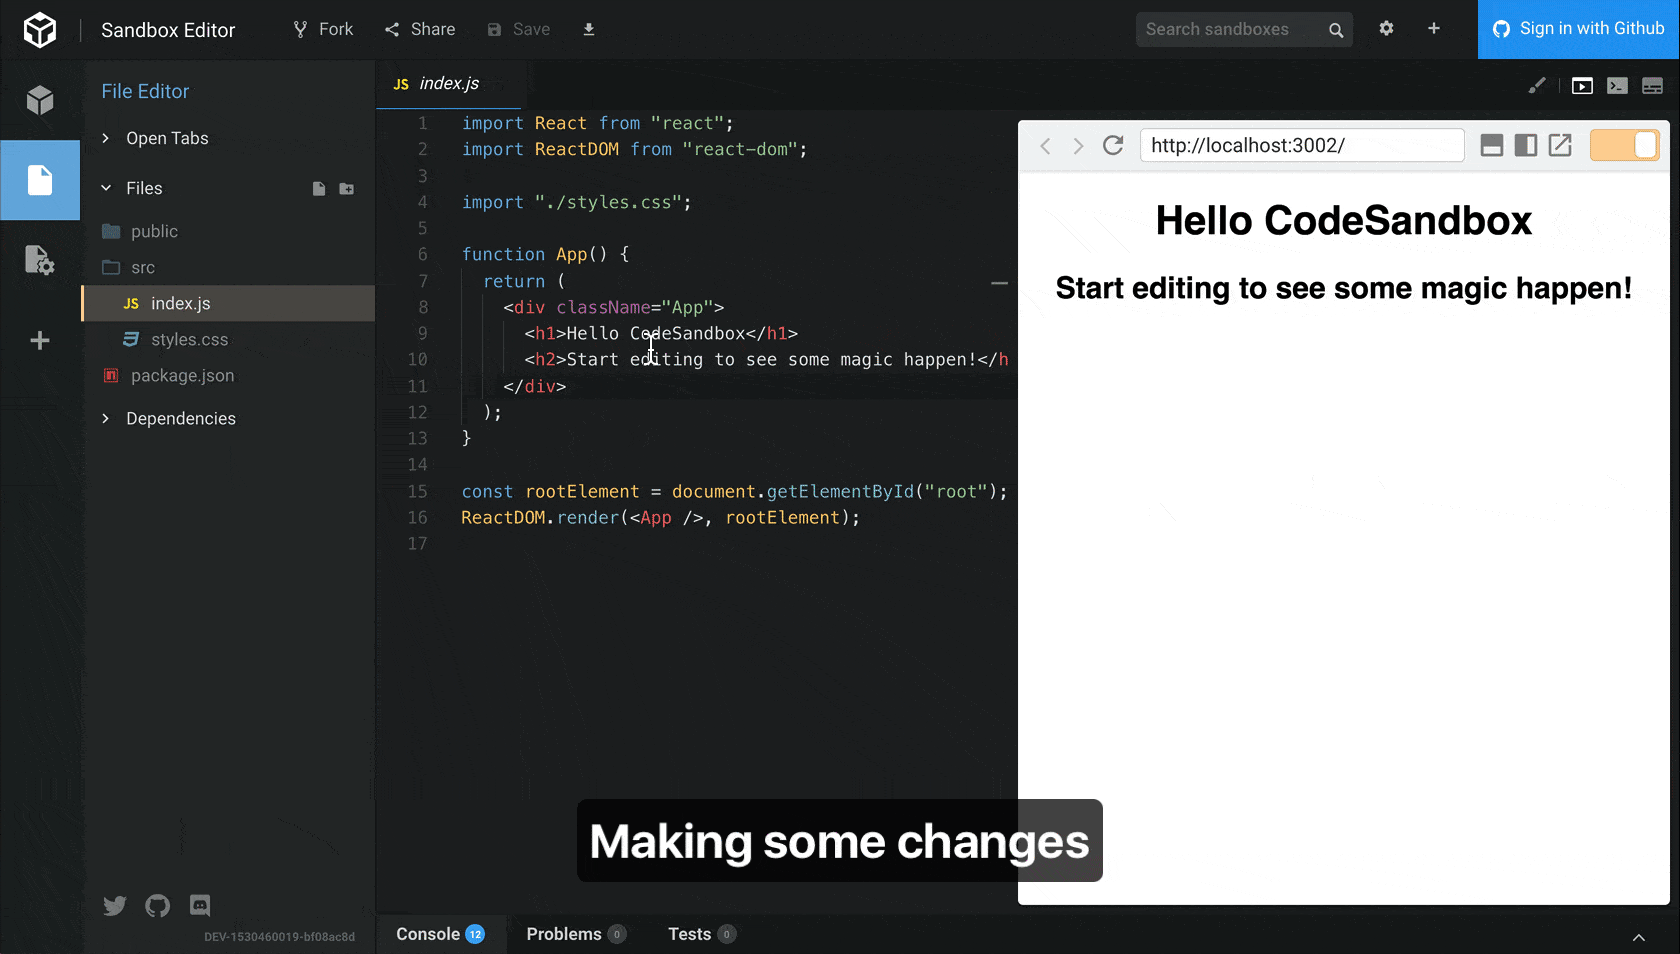 Sandbox Editor
Fork
Share
Save
Search sandboxes
Sign in with Github
File Editor
Open Tabs
Files
public
src
JS index.js
styles.css
package.json
Dependencies
DEV-1530460019-bf08ac8d
JS index.js
1 import React from "react";
2 import ReactDOM from "react-dom";
3
4 import "./styles.css";
5
6 function App() {
7 return (
8 <div className="App">
9 <h1>Hello CodeSandbox</h1>
10 <h2>Start editing to see some magic happen!</h
11 </div>
12 );
13 }
14
15 const rootElement = document.getElementById("root");
16 ReactDOM.render(<App />, rootElement);
17
http://localhost:3002/
Hello CodeSandbox
Start editing to see some magic happen!
Making some changes
Console 12
Problems 0
Tests 0